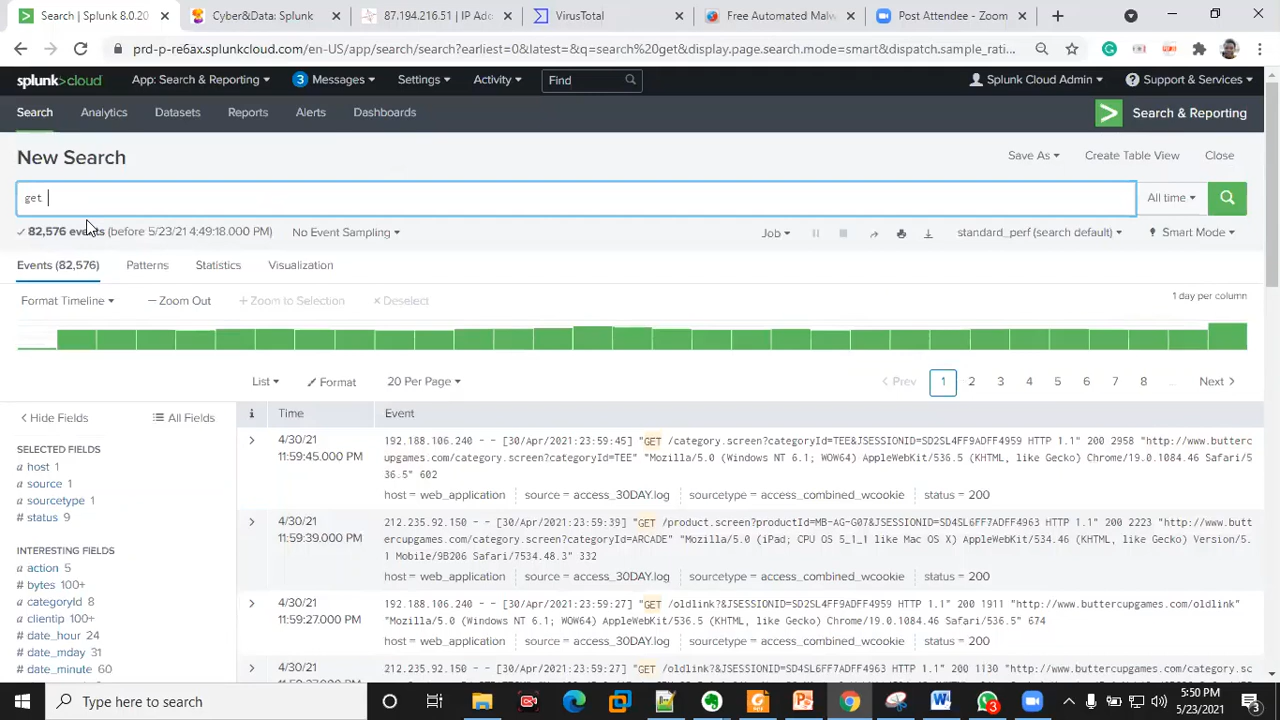 Search | Splunk 8.0.20
Cyber&Data: Splunk
87.194.216.51 | IP Ado
VirusTotal
Free Automated Malw
Post Attendee - Zoom
prd-p-re6ax.splunkcloud.com/en-US/app/search/search?earliest=0&latest=&q=search%20get&display.page.search.mode=smart&dispatch.sample_rati...
splunk>cloud
App: Search & Reporting
3 Messages
Settings
Activity
Find
Splunk Cloud Admin
Support & Services
Search
Analytics
Datasets
Reports
Alerts
Dashboards
Search & Reporting
New Search
Save As
Create Table View
Close
get
All time
82,576 events (before 5/23/21 4:49:18.000 PM)
No Event Sampling
Job
standard_perf (search default)
Smart Mode
Events (82,576)
Patterns
Statistics
Visualization
Format Timeline
— Zoom Out
+ Zoom to Selection
× Deselect
1 day per column
List
Format
20 Per Page
< Prev
1 2 3 4 5 6 7 8 ...
Next >
< Hide Fields
All Fields
i Time Event
SELECTED FIELDS
a host 1
a source 1
a sourcetype 1
# status 9
INTERESTING FIELDS
a action 5
# bytes 100+
a categoryId 8
a clientip 100+
# date_hour 24
# date_mday 31
# date_minute 60
4/30/21
11:59:45.000 PM
192.188.106.240 - - [30/Apr/2021:23:59:45] "GET /category.screen?categoryId=TEE&JSESSIONID=SD2SL4FF9ADFF4959 HTTP 1.1" 200 2958 "http://www.butterc
upgames.com/category.screen?categoryId=TEE" "Mozilla/5.0 (Windows NT 6.1; WOW64) AppleWebKit/536.5 (KHTML, like Gecko) Chrome/19.0.1084.46 Safari/5
36.5" 602
host = web_application source = access_30DAY.log sourcetype = access_combined_wcookie status = 200
4/30/21
11:59:39.000 PM
212.235.92.150 - - [30/Apr/2021:23:59:39] "GET /product.screen?productId=MB-AG-G07&JSESSIONID=SD4SL6FF7ADFF4963 HTTP 1.1" 200 2223 "http://www.butt
ercupgames.com/category.screen?categoryId=ARCADE" "Mozilla/5.0 (iPad; CPU OS 5_1_1 like Mac OS X) AppleWebKit/534.46 (KHTML, like Gecko) Version/5.
1 Mobile/9B206 Safari/7534.48.3" 332
host = web_application source = access_30DAY.log sourcetype = access_combined_wcookie status = 200
4/30/21
11:59:27.000 PM
192.188.106.240 - - [30/Apr/2021:23:59:27] "GET /oldlink?&JSESSIONID=SD2SL4FF9ADFF4959 HTTP 1.1" 200 1911 "http://www.buttercupgames.com/oldlink"
"Mozilla/5.0 (Windows NT 6.1; WOW64) AppleWebKit/536.5 (KHTML, like Gecko) Chrome/19.0.1084.46 Safari/536.5" 674
host = web_application source = access_30DAY.log sourcetype = access_combined_wcookie status = 200
4/30/21
212.235.92.150 - - [30/Apr/2021:23:59:27] "GET /oldlink?&JSESSIONID=SD4SL6FF7ADFF4963 HTTP 1.1" 200 1130 "http://www.buttercupgames.com/category.sc
Type here to search
3
5:50 PM
5/23/2021
3